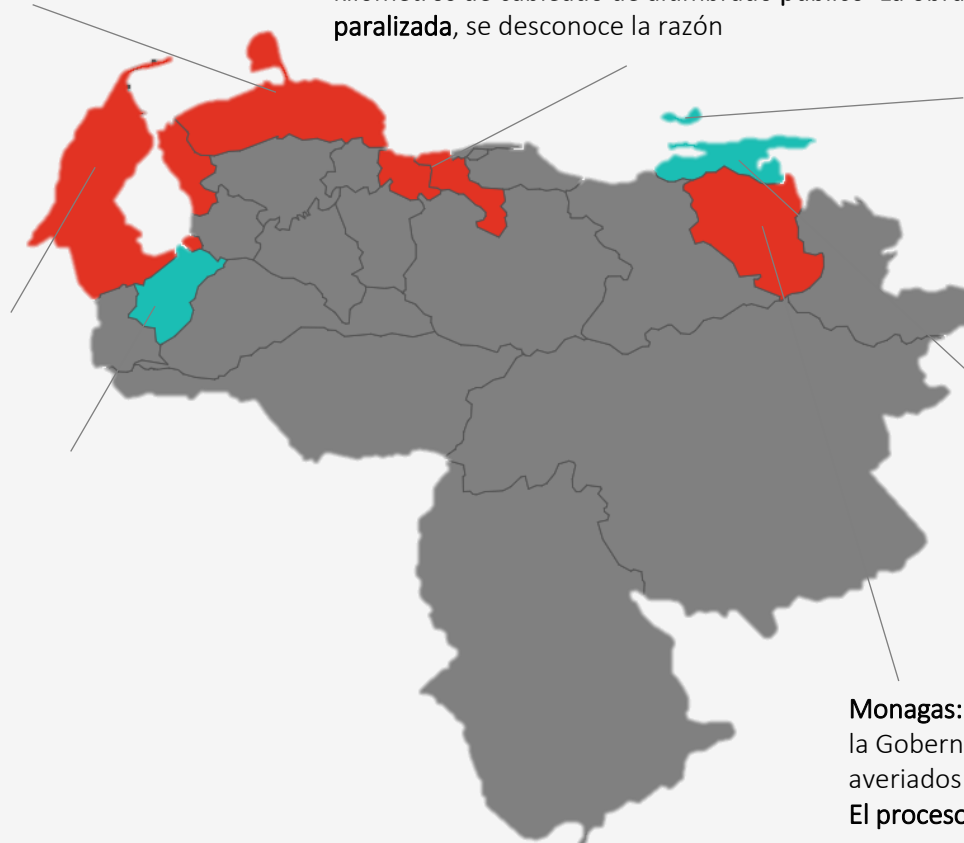 paralizada, se desconoce la razón
Monagas:
la Gobern
averiados
El proceso